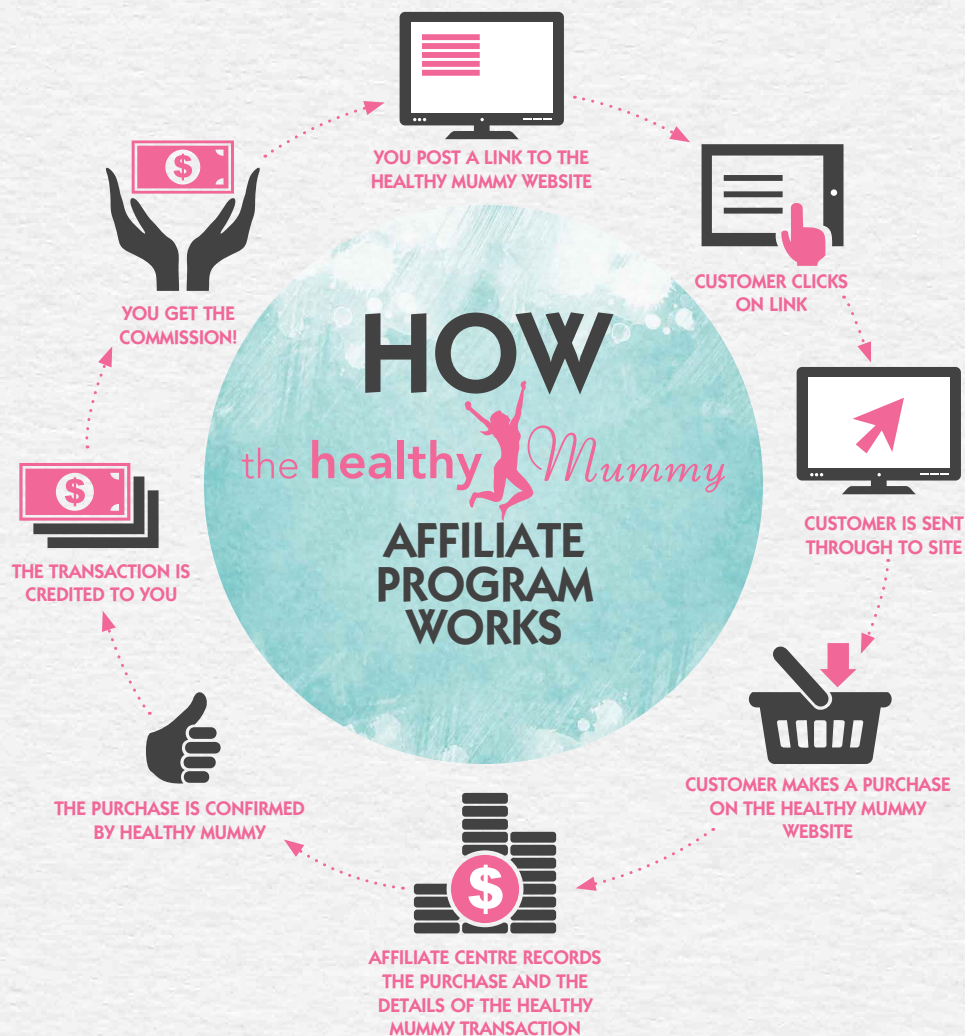 YOU POST A LINK TO THE
HEALTHY MUMMY WEBSITE
CUSTOMER CLICKS
ON LINK
CUSTOMER IS SENT
THROUGH TO SITE
CUSTOMER MAKES A PURCHASE
ON THE HEALTHY MUMMY
WEBSITE
AFFILIATE CENTRE RECORDS
THE PURCHASE AND THE
DETAILS OF THE HEALTHY
MUMMY TRANSACTION
THE PURCHASE IS CONFIRMED
BY HEALTHY MUMMY
THE TRANSACTION IS
CREDITED TO YOU
YOU GET THE
COMMISSION!
HOW
the healthy Mummy
AFFILIATE
PROGRAM
WORKS
$
$
$